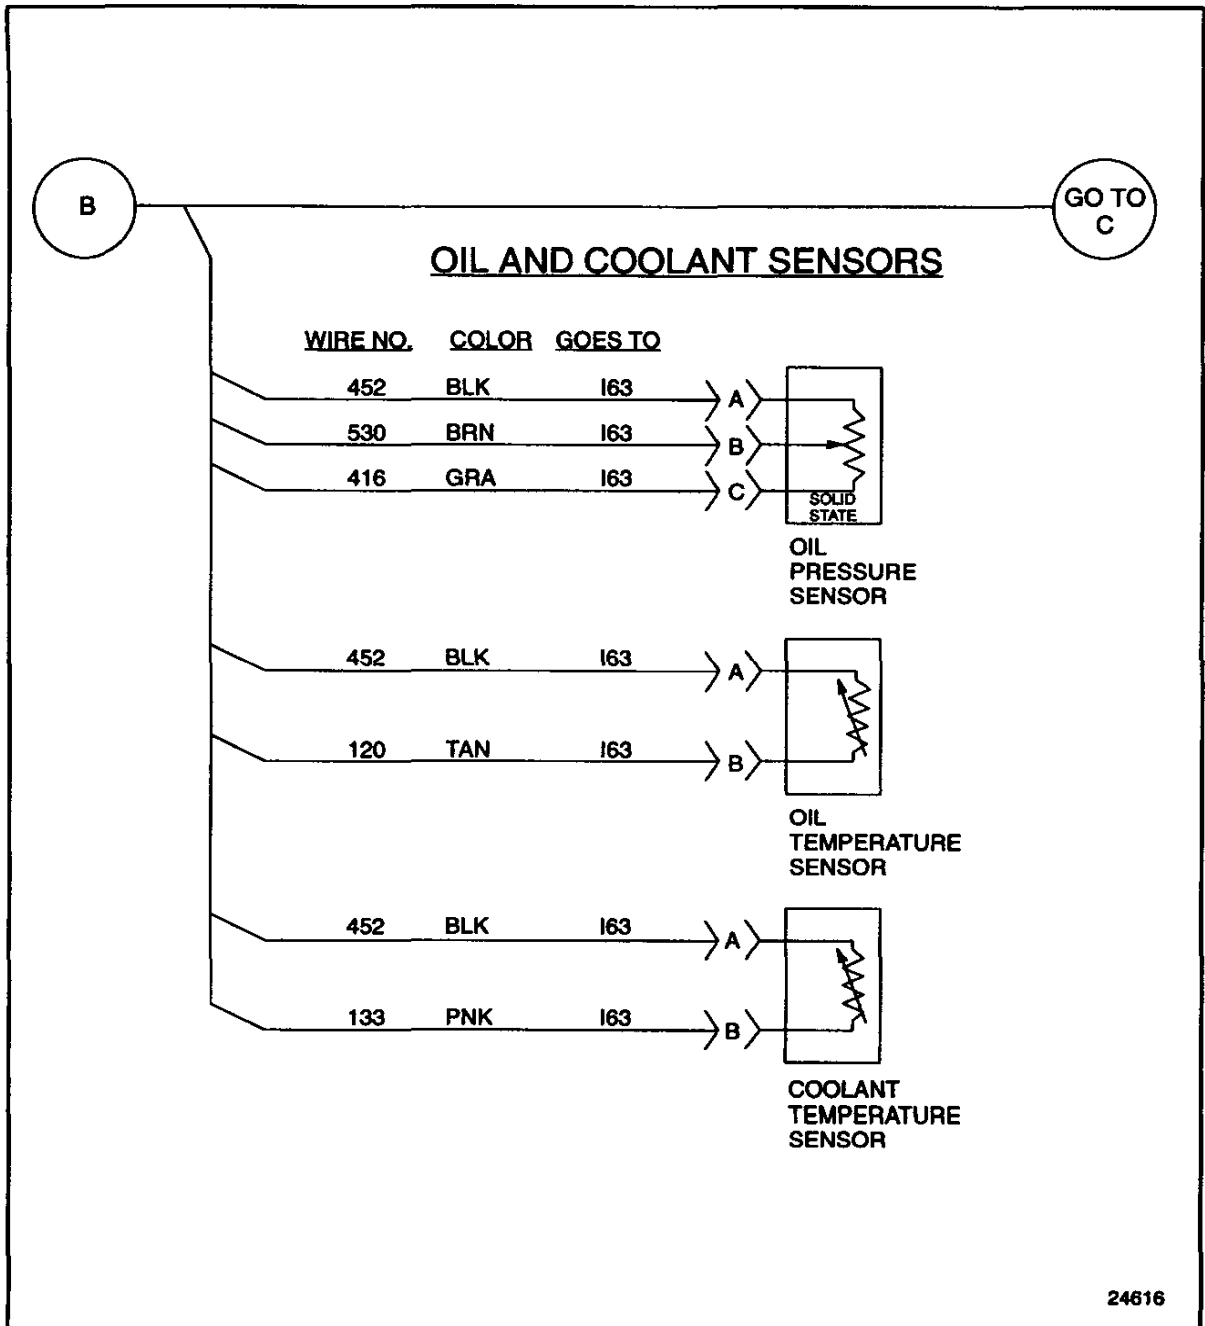 B
GO TO
C
OIL AND COOLANT SENSORS
WIRE NO. COLOR GOES TO
452 BLK I63 A
530 BRN I63 B
416 GRA I63 C
SOLID
STATE
OIL
PRESSURE
SENSOR
452 BLK I63 A
120 TAN I63 B
OIL
TEMPERATURE
SENSOR
452 BLK I63 A
133 PNK I63 B
COOLANT
TEMPERATURE
SENSOR
24616